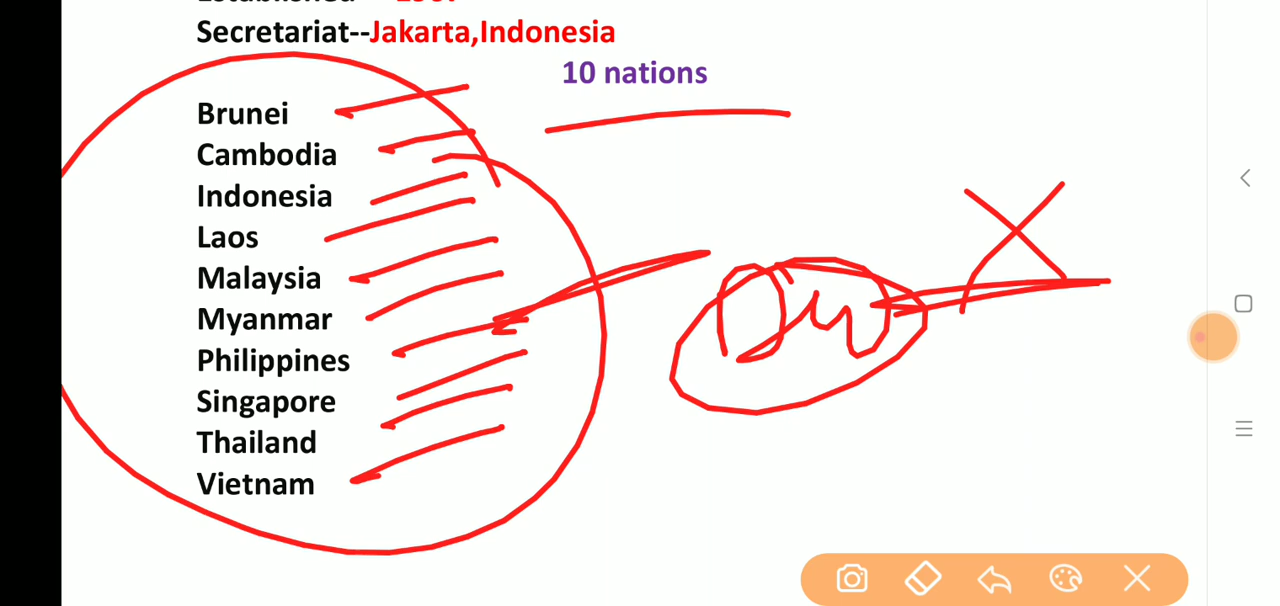 Secretariat--Jakarta,Indonesia
10 nations
Brunei
Cambodia
Indonesia
Laos
Malaysia
Myanmar
Philippines
Singapore
Thailand
Vietnam